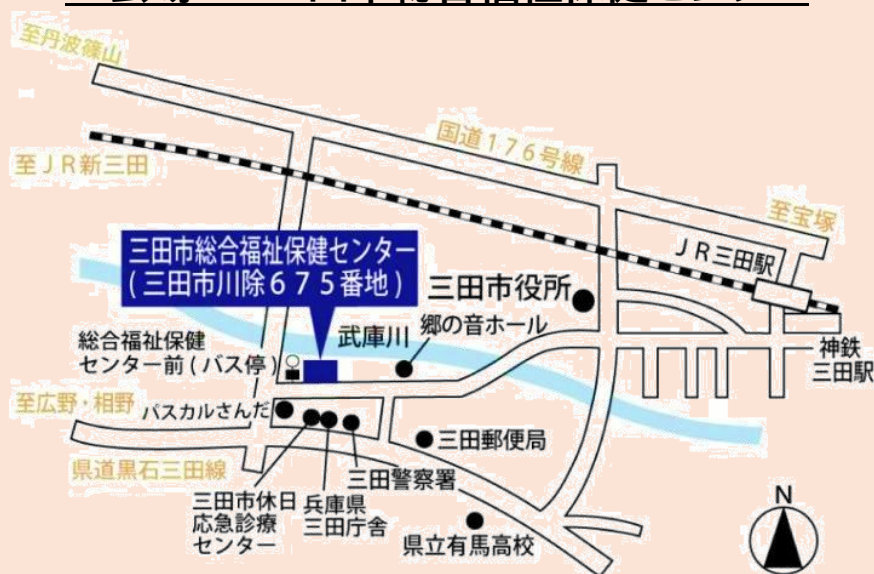 至丹波篠山
国道176号線
至JR新三田
至宝塚
JR三田駅
三田市総合福祉保健センター
(三田市川除675番地)
三田市役所
郷の音ホール
武庫川
総合福祉保健
センター前(バス停)
神鉄
三田駅
至広野・相野
パスカルさんだ
三田郵便局
県道黒石三田線
三田警察署
三田市休日
応急診療
センター
兵庫県
三田庁舎
県立有馬高校
N